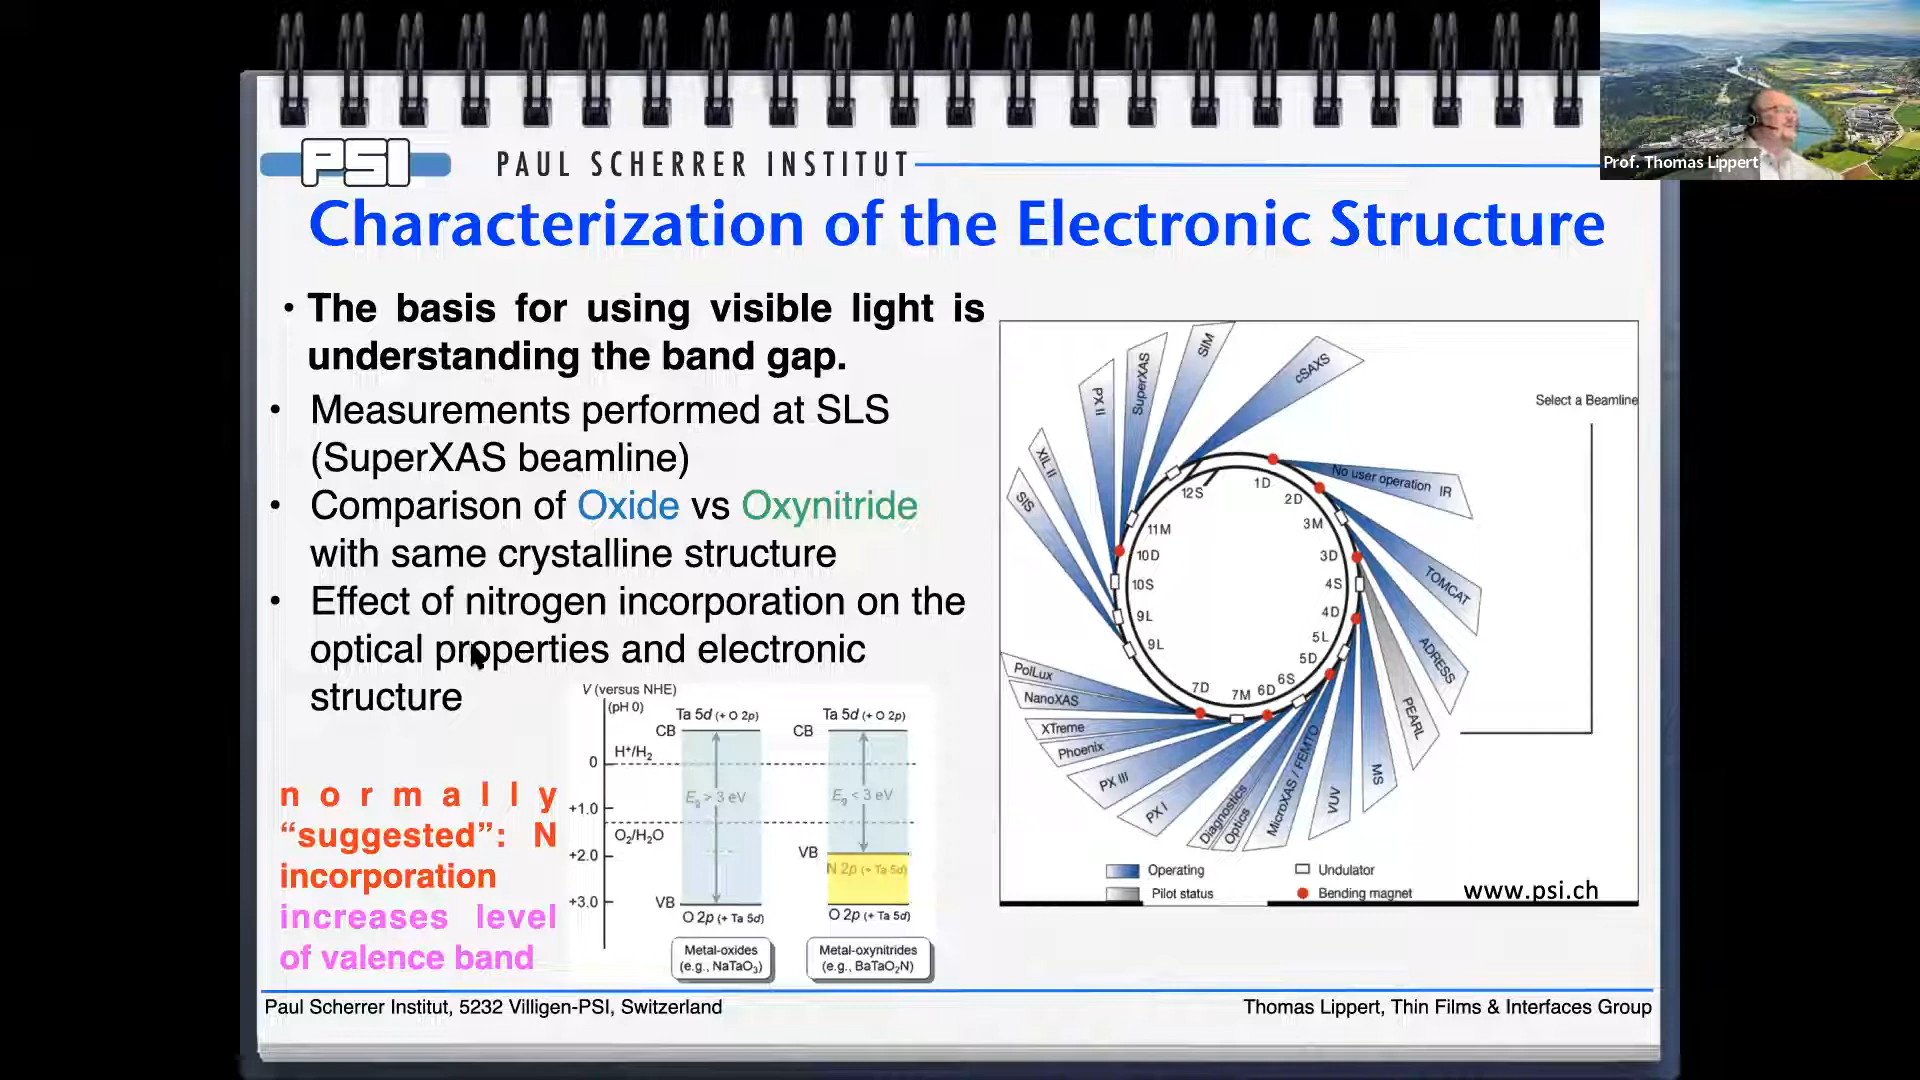 Prof. Thomas Lippert
PSI
PAUL SCHERRER INSTITUT
Characterization of the Electronic Structure
• The basis for using visible light is
understanding the band gap.
• Measurements performed at SLS
(SuperXAS beamline)
• Comparison of Oxide vs Oxynitride
with same crystalline structure
• Effect of nitrogen incorporation on the
optical properties and electronic
structure
normally
“suggested”: N
incorporation
increases level
of valence band
V (versus NHE)
(pH 0)
Ta 5d (+ O 2p)
Ta 5d (+ O 2p)
CB
CB
H⁺/H₂
0
Eg > 3 eV
Eg < 3 eV
+1.0
O₂/H₂O
+2.0
VB
N 2p (+ Ta 5d)
+3.0
VB
O 2p (+ Ta 5d)
O 2p (+ Ta 5d)
Metal-oxides
(e.g., NaTaO₃)
Metal-oxynitrides
(e.g., BaTaO₂N)
SIM
cSAXS
SuperXAS
PX II
XIL II
SIS
Select a Beamline
No user operation IR
TOMCAT
ADRESS
PEARL
MS
VUV
MicroXAS / FEMTO
Optics
Diagnostics
PX I
PX III
Phoenix
XTreme
NanoXAS
PolLux
12S
1D
2D
3M
3D
4S
4D
5L
5D
6S
6D
7M
7D
9L
9L
10S
10D
11M
Operating
Pilot status
Undulator
Bending magnet
www.psi.ch
Paul Scherrer Institut, 5232 Villigen-PSI, Switzerland
Thomas Lippert, Thin Films & Interfaces Group